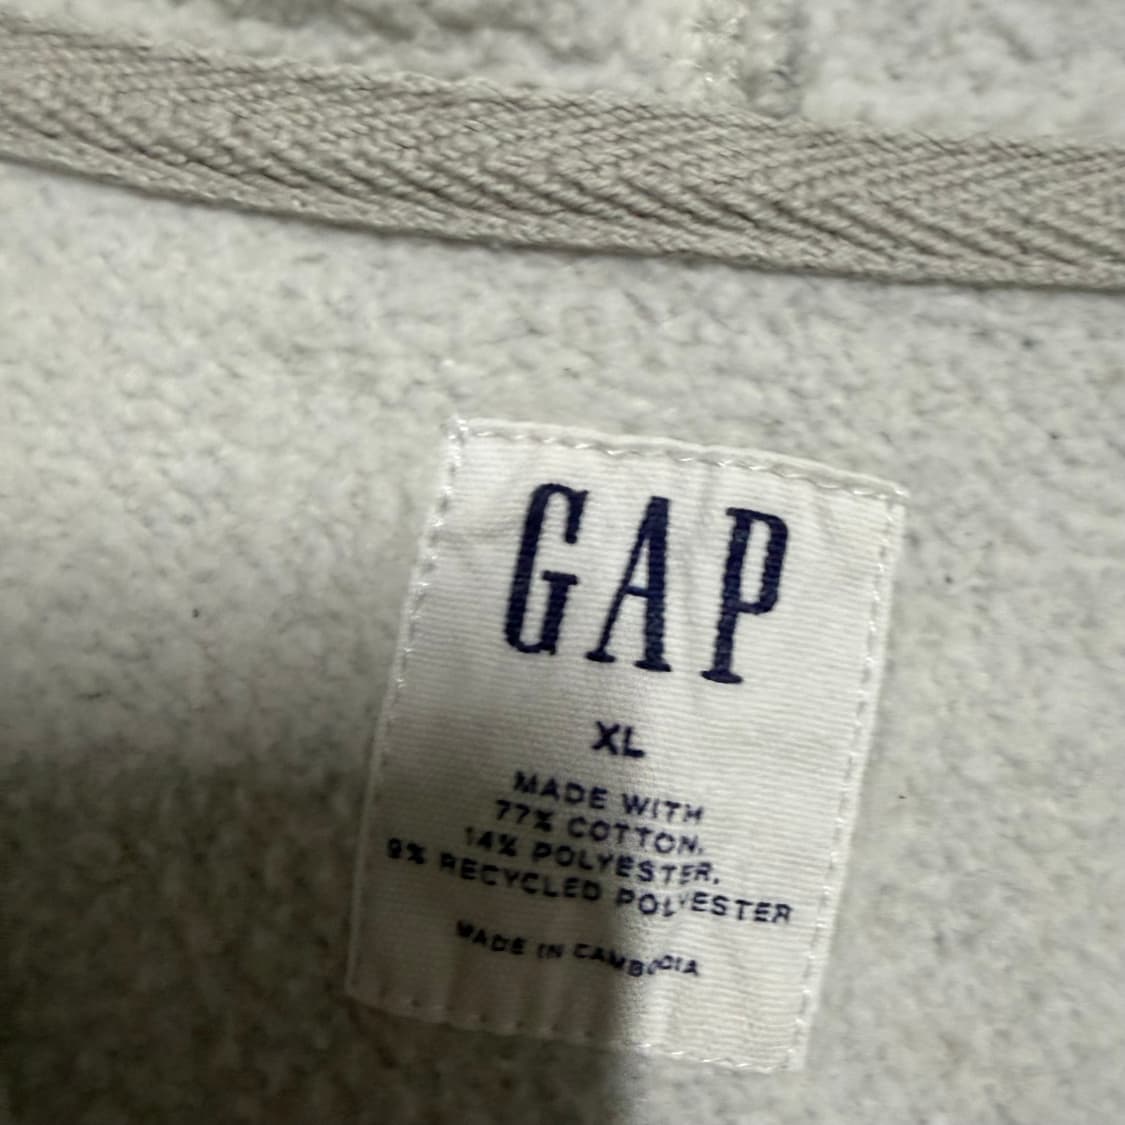 GAP
XL
MADE WITH
77% COTTON,
14% POLYESTER,
9% RECYCLED POLYESTER
MADE IN CAMBODIA